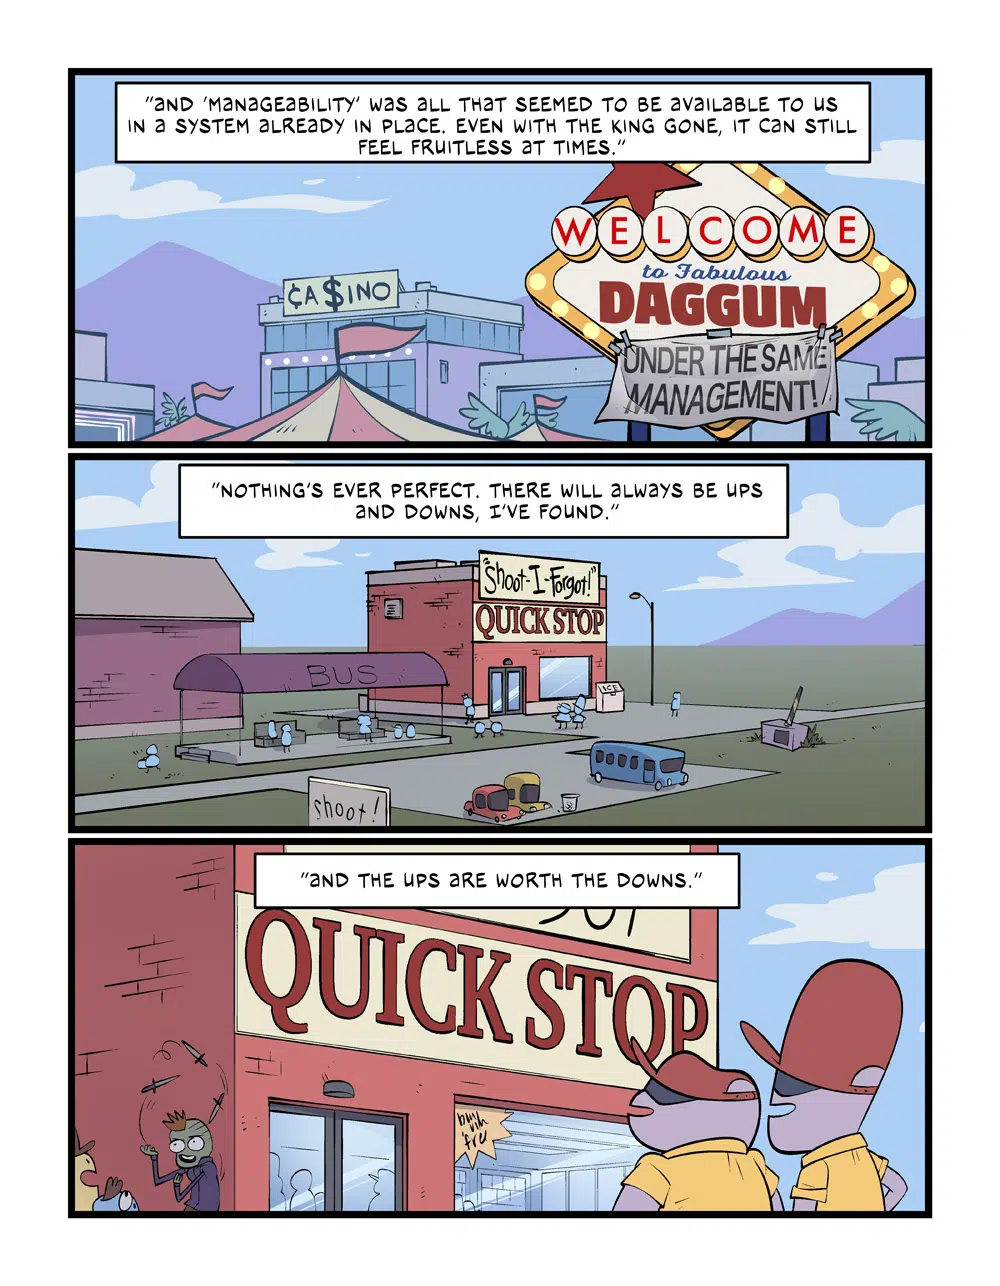 "AND 'MANAGEABILITY' WAS ALL THAT SEEMED TO BE AVAILABLE TO US
IN A SYSTEM ALREADY IN PLACE. EVEN WITH THE KING GONE, IT CAN STILL
FEEL FRUITLESS AT TIMES."
WELCOME
to Fabulous
DAGGUM
UNDER THE SAME
MANAGEMENT!
¢A$INO
"NOTHING'S EVER PERFECT. THERE WILL ALWAYS BE UPS
AND DOWNS, I'VE FOUND."
"Shoot-I-Forgot!"
QUICK STOP
BUS
ICE
shoot!
"AND THE UPS ARE WORTH THE DOWNS."
QUICK STOP